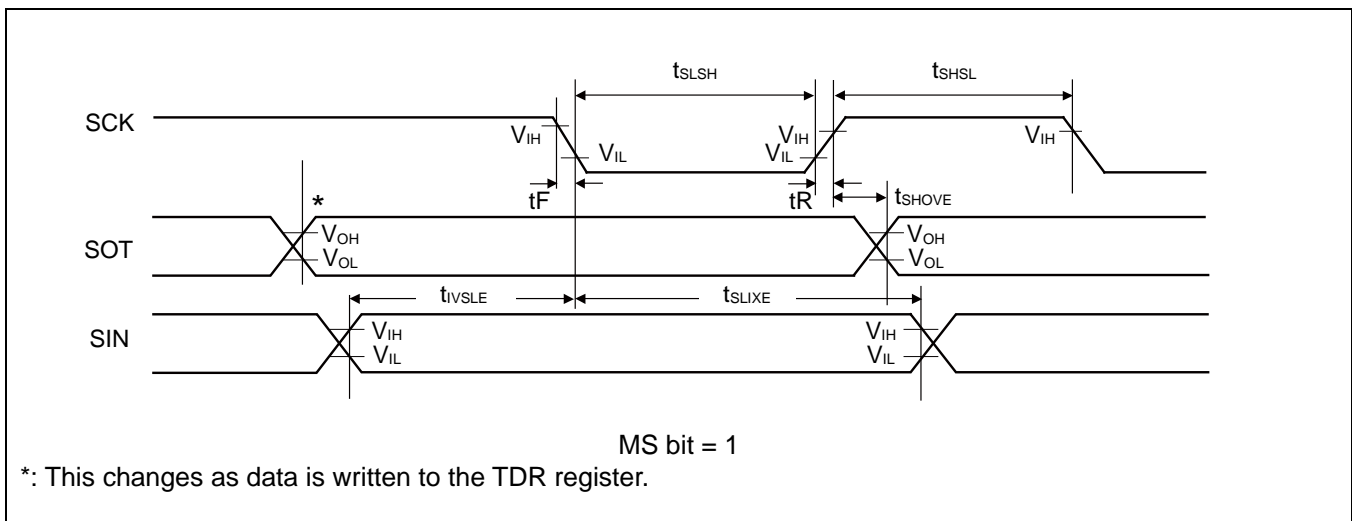 tSLSH tSHSL
SCK VIH VIL VIH VIL VIH
tF tR tSHOVE
*
SOT VOH VOL VOH VOL
tIVSLE tSLIXE
SIN VIH VIL VIH VIL
MS bit = 1
*: This changes as data is written to the TDR register.